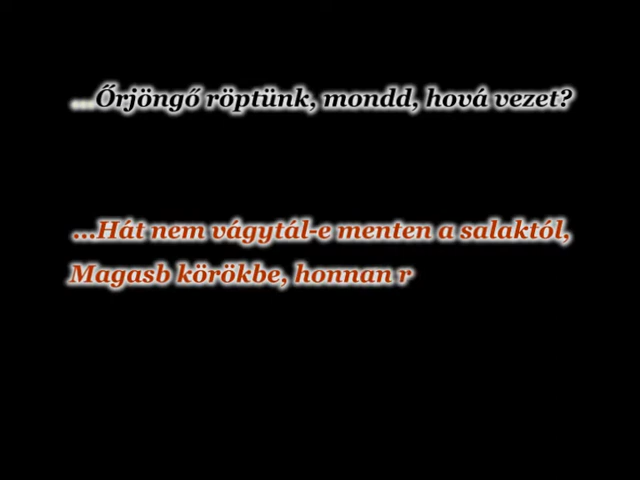 ...Őrjöngő röptünk, mondd, hová vezet?
...Hát nem vágytál-e menten a salaktól,
Magasb körökbe, honnan r